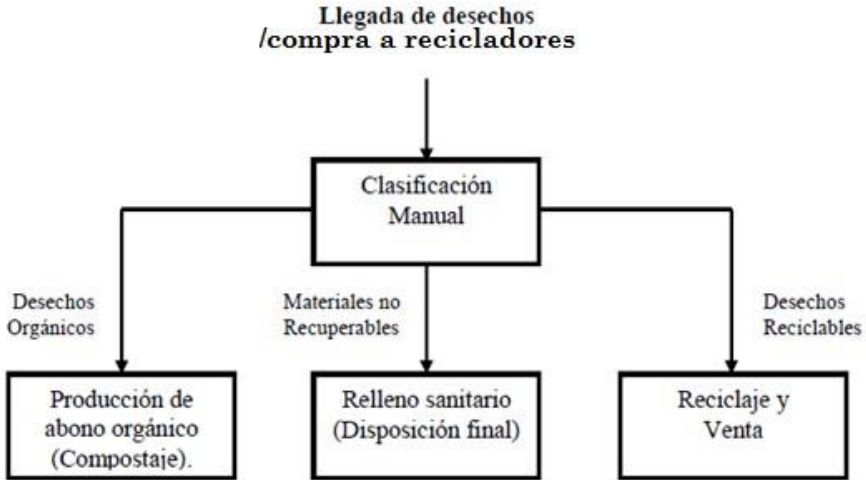 Llegada de desechos
/compra a recicladores
Clasificación
Manual
Desechos
Orgánicos
Materiales no
Recuperables
Desechos
Reciclables
Producción de
abono orgánico
(Compostaje).
Relleno sanitario
(Disposición final)
Reciclaje y
Venta